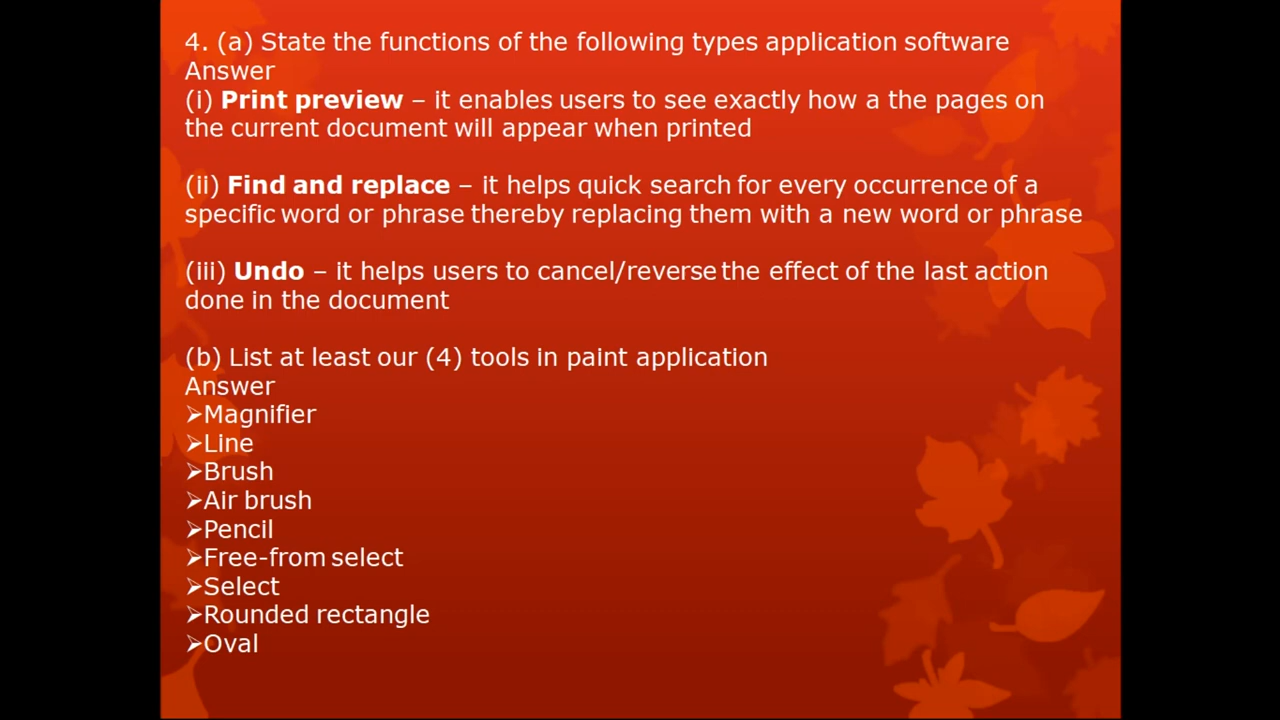 4. (a) State the functions of the following types application software
Answer
(i) Print preview – it enables users to see exactly how a the pages on
the current document will appear when printed
(ii) Find and replace – it helps quick search for every occurrence of a
specific word or phrase thereby replacing them with a new word or phrase
(iii) Undo – it helps users to cancel/reverse the effect of the last action
done in the document
(b) List at least our (4) tools in paint application
Answer
➢Magnifier
➢Line
➢Brush
➢Air brush
➢Pencil
➢Free-from select
➢Select
➢Rounded rectangle
➢Oval